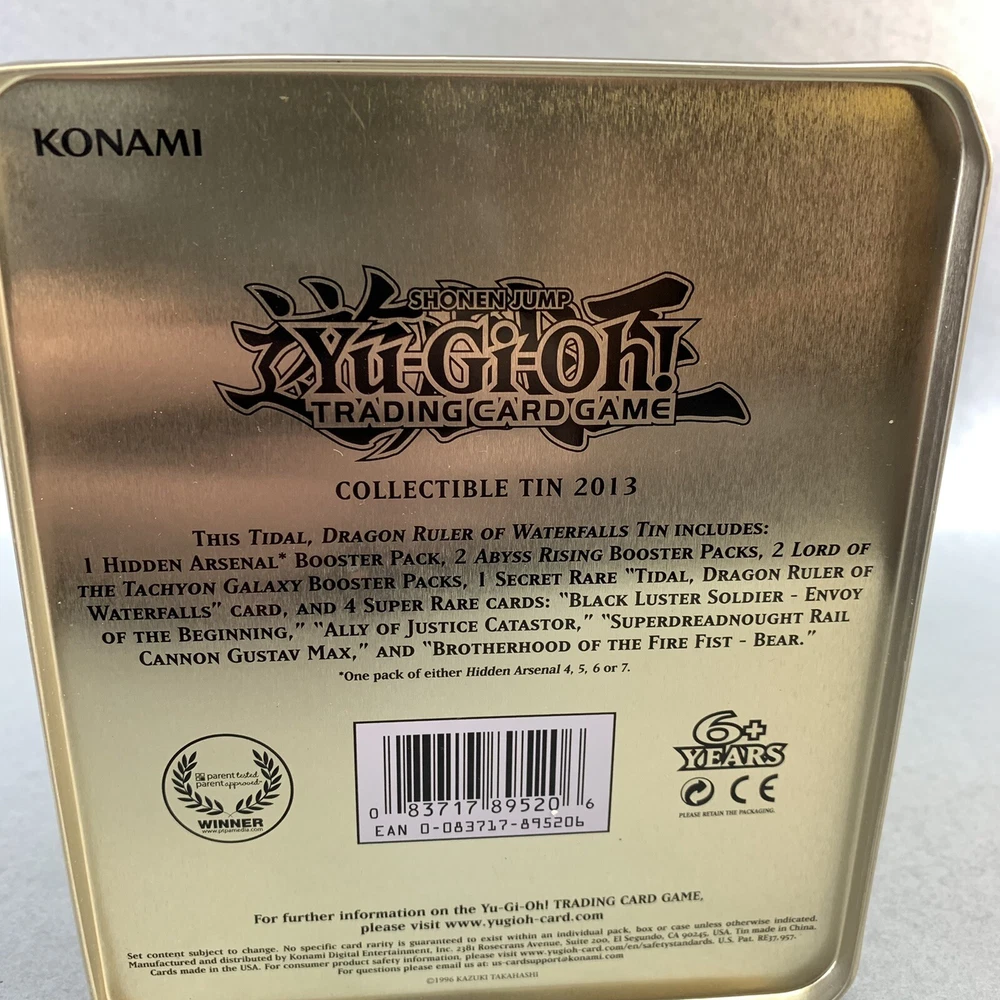 KONAMI
遊戯王
SHONEN JUMP
Yu-Gi-Oh!
TRADING CARD GAME
COLLECTIBLE TIN 2013
THIS TIDAL, DRAGON RULER OF WATERFALLS TIN INCLUDES:
1 HIDDEN ARSENAL* BOOSTER PACK, 2 ABYSS RISING BOOSTER PACKS, 2 LORD OF
THE TACHYON GALAXY BOOSTER PACKS, 1 SECRET RARE "TIDAL, DRAGON RULER OF
WATERFALLS" CARD, AND 4 SUPER RARE CARDS: "BLACK LUSTER SOLDIER - ENVOY
OF THE BEGINNING," "ALLY OF JUSTICE CATASTOR," "SUPERDREADNOUGHT RAIL
CANNON GUSTAV MAX," AND "BROTHERHOOD OF THE FIRE FIST - BEAR."
*One pack of either Hidden Arsenal 4, 5, 6 or 7.
parent tested
parent approved
WINNER
www.ptpamedia.com
0 83717 89520 6
EAN 0-083717-895206
6+
YEARS
CE
PLEASE RETAIN THE PACKAGING.
For further information on the Yu-Gi-Oh! TRADING CARD GAME,
please visit www.yugioh-card.com
Set content subject to change. No specific card rarity is guaranteed to exist within an individual pack, box or case unless otherwise indicated.
Manufactured and distributed by Konami Digital Entertainment, Inc. 2381 Rosecrans Avenue, Suite 200, El Segundo, CA 90245. USA. Tin made in China.
Cards made in the USA. For consumer product safety information, please visit www.yugioh-card.com/en/safetystandards. U.S. Pat. RE37,957.
For questions please email us at: us-cardsupport@konami.com
©1996 KAZUKI TAKAHASHI